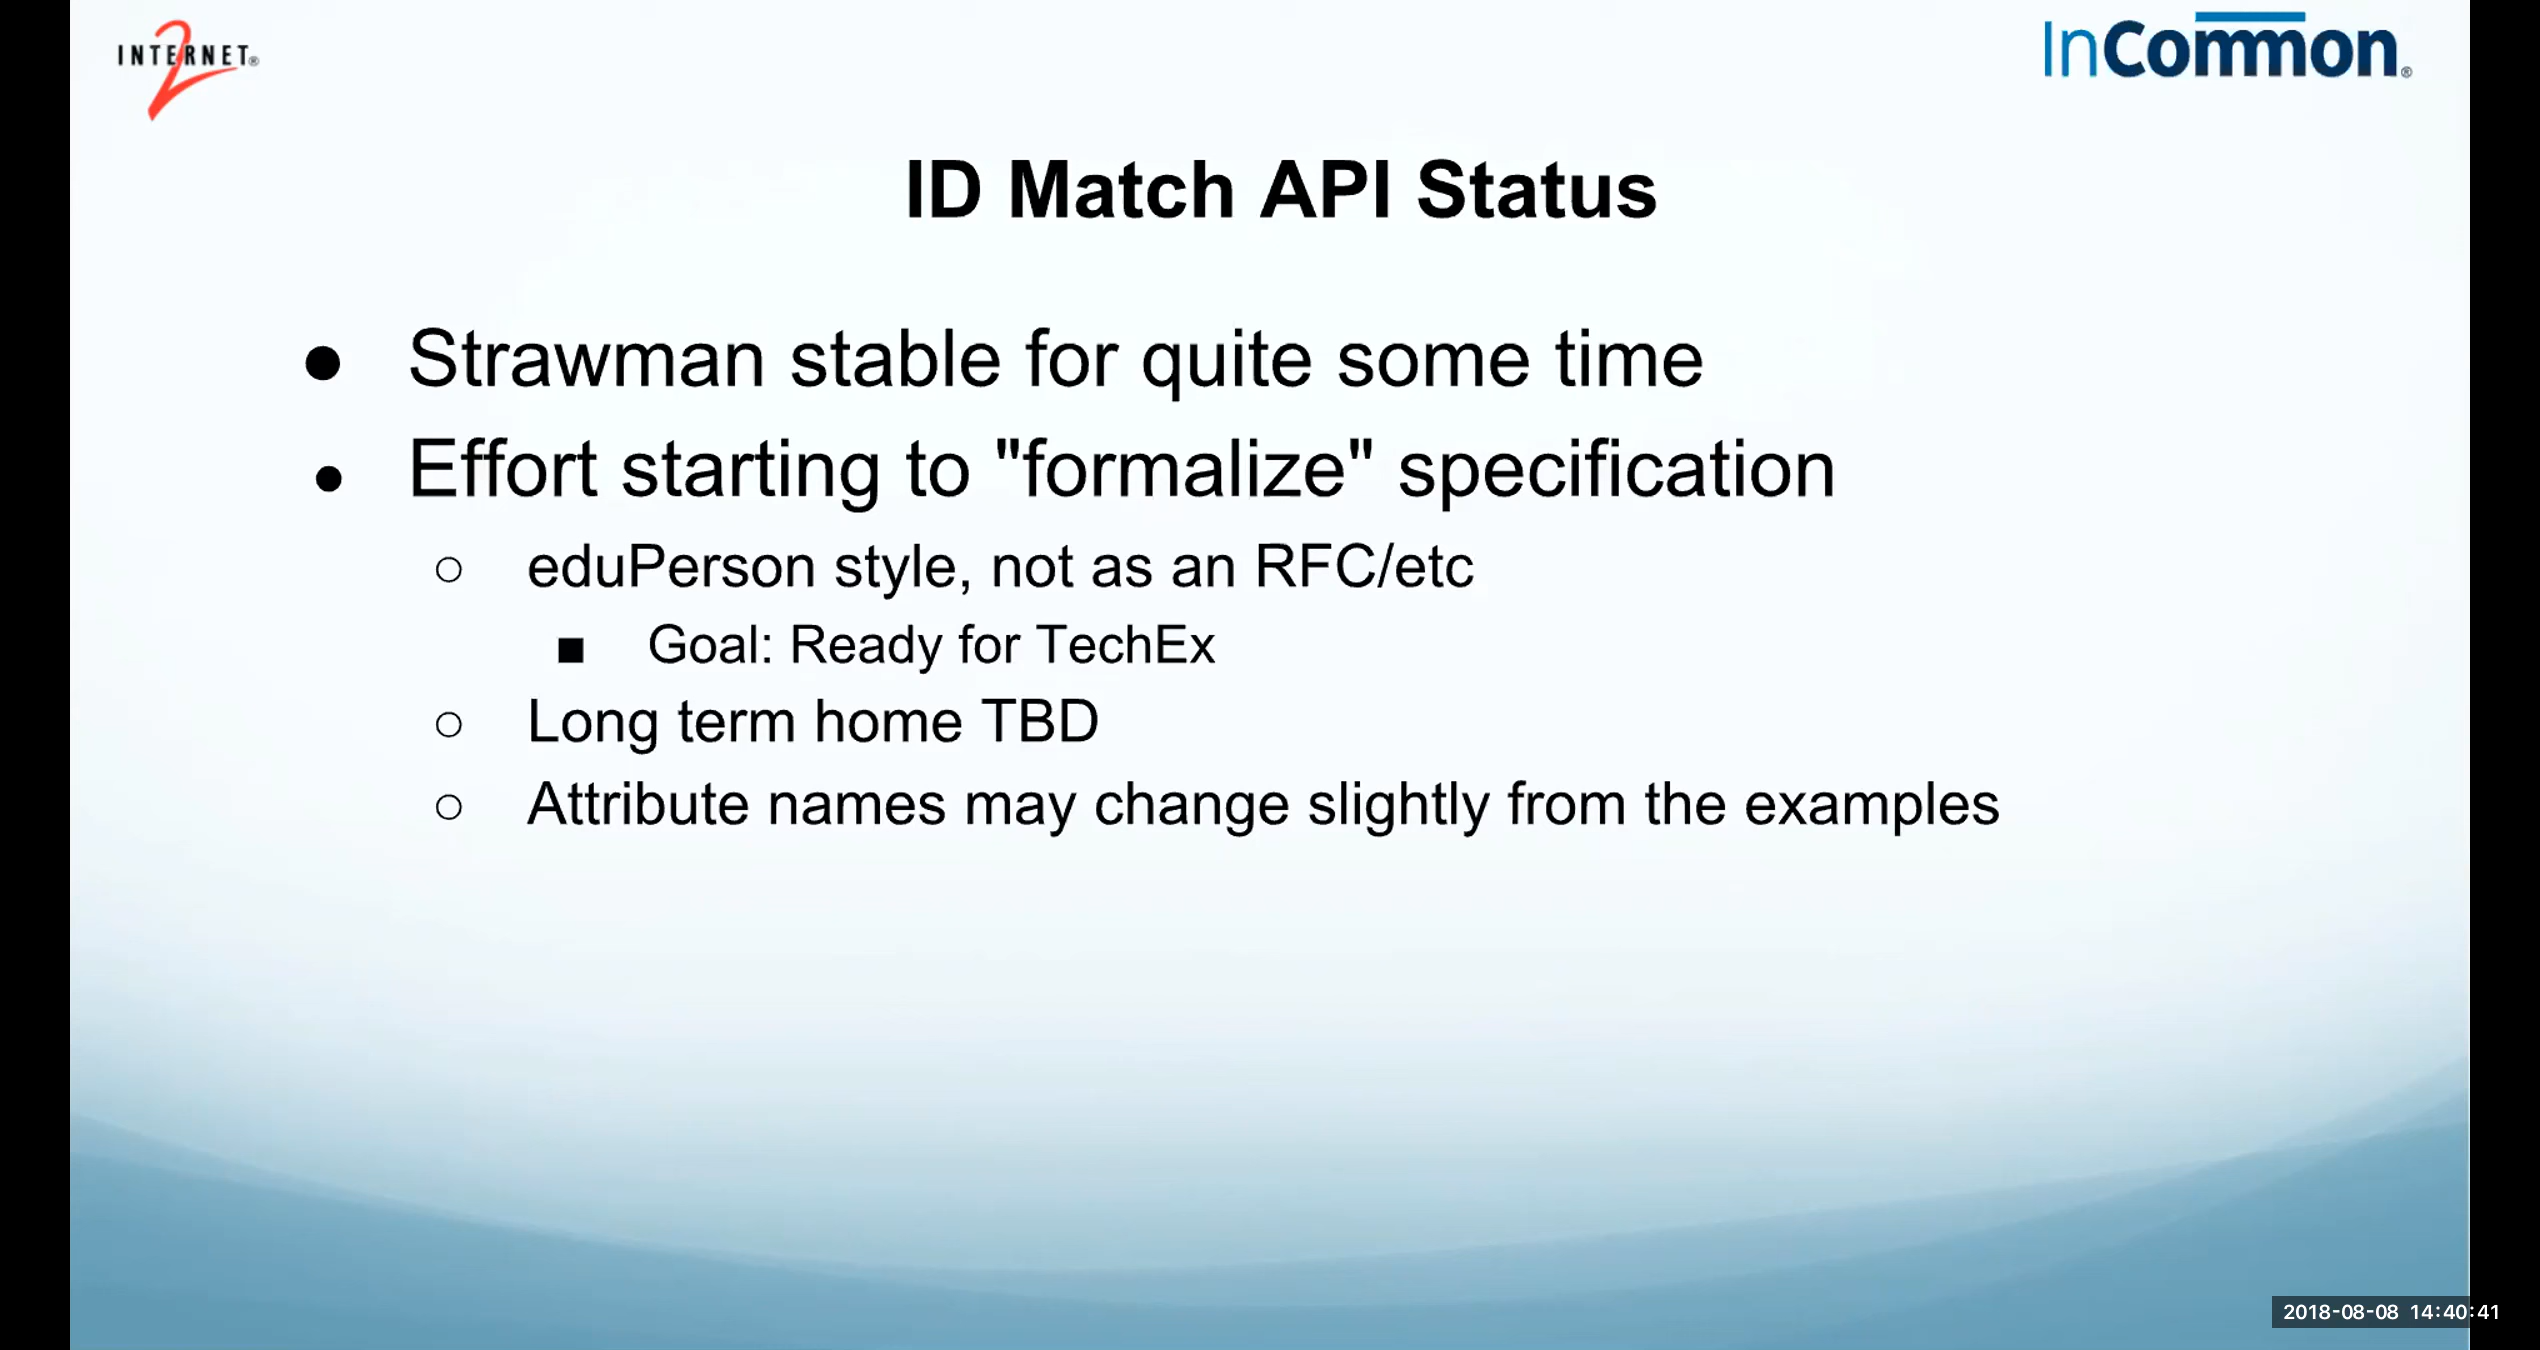 INTERNET®
2
InCommon®
ID Match API Status
● Strawman stable for quite some time
● Effort starting to "formalize" specification
○ eduPerson style, not as an RFC/etc
■ Goal: Ready for TechEx
○ Long term home TBD
○ Attribute names may change slightly from the examples
2018-08-08 14:40:41